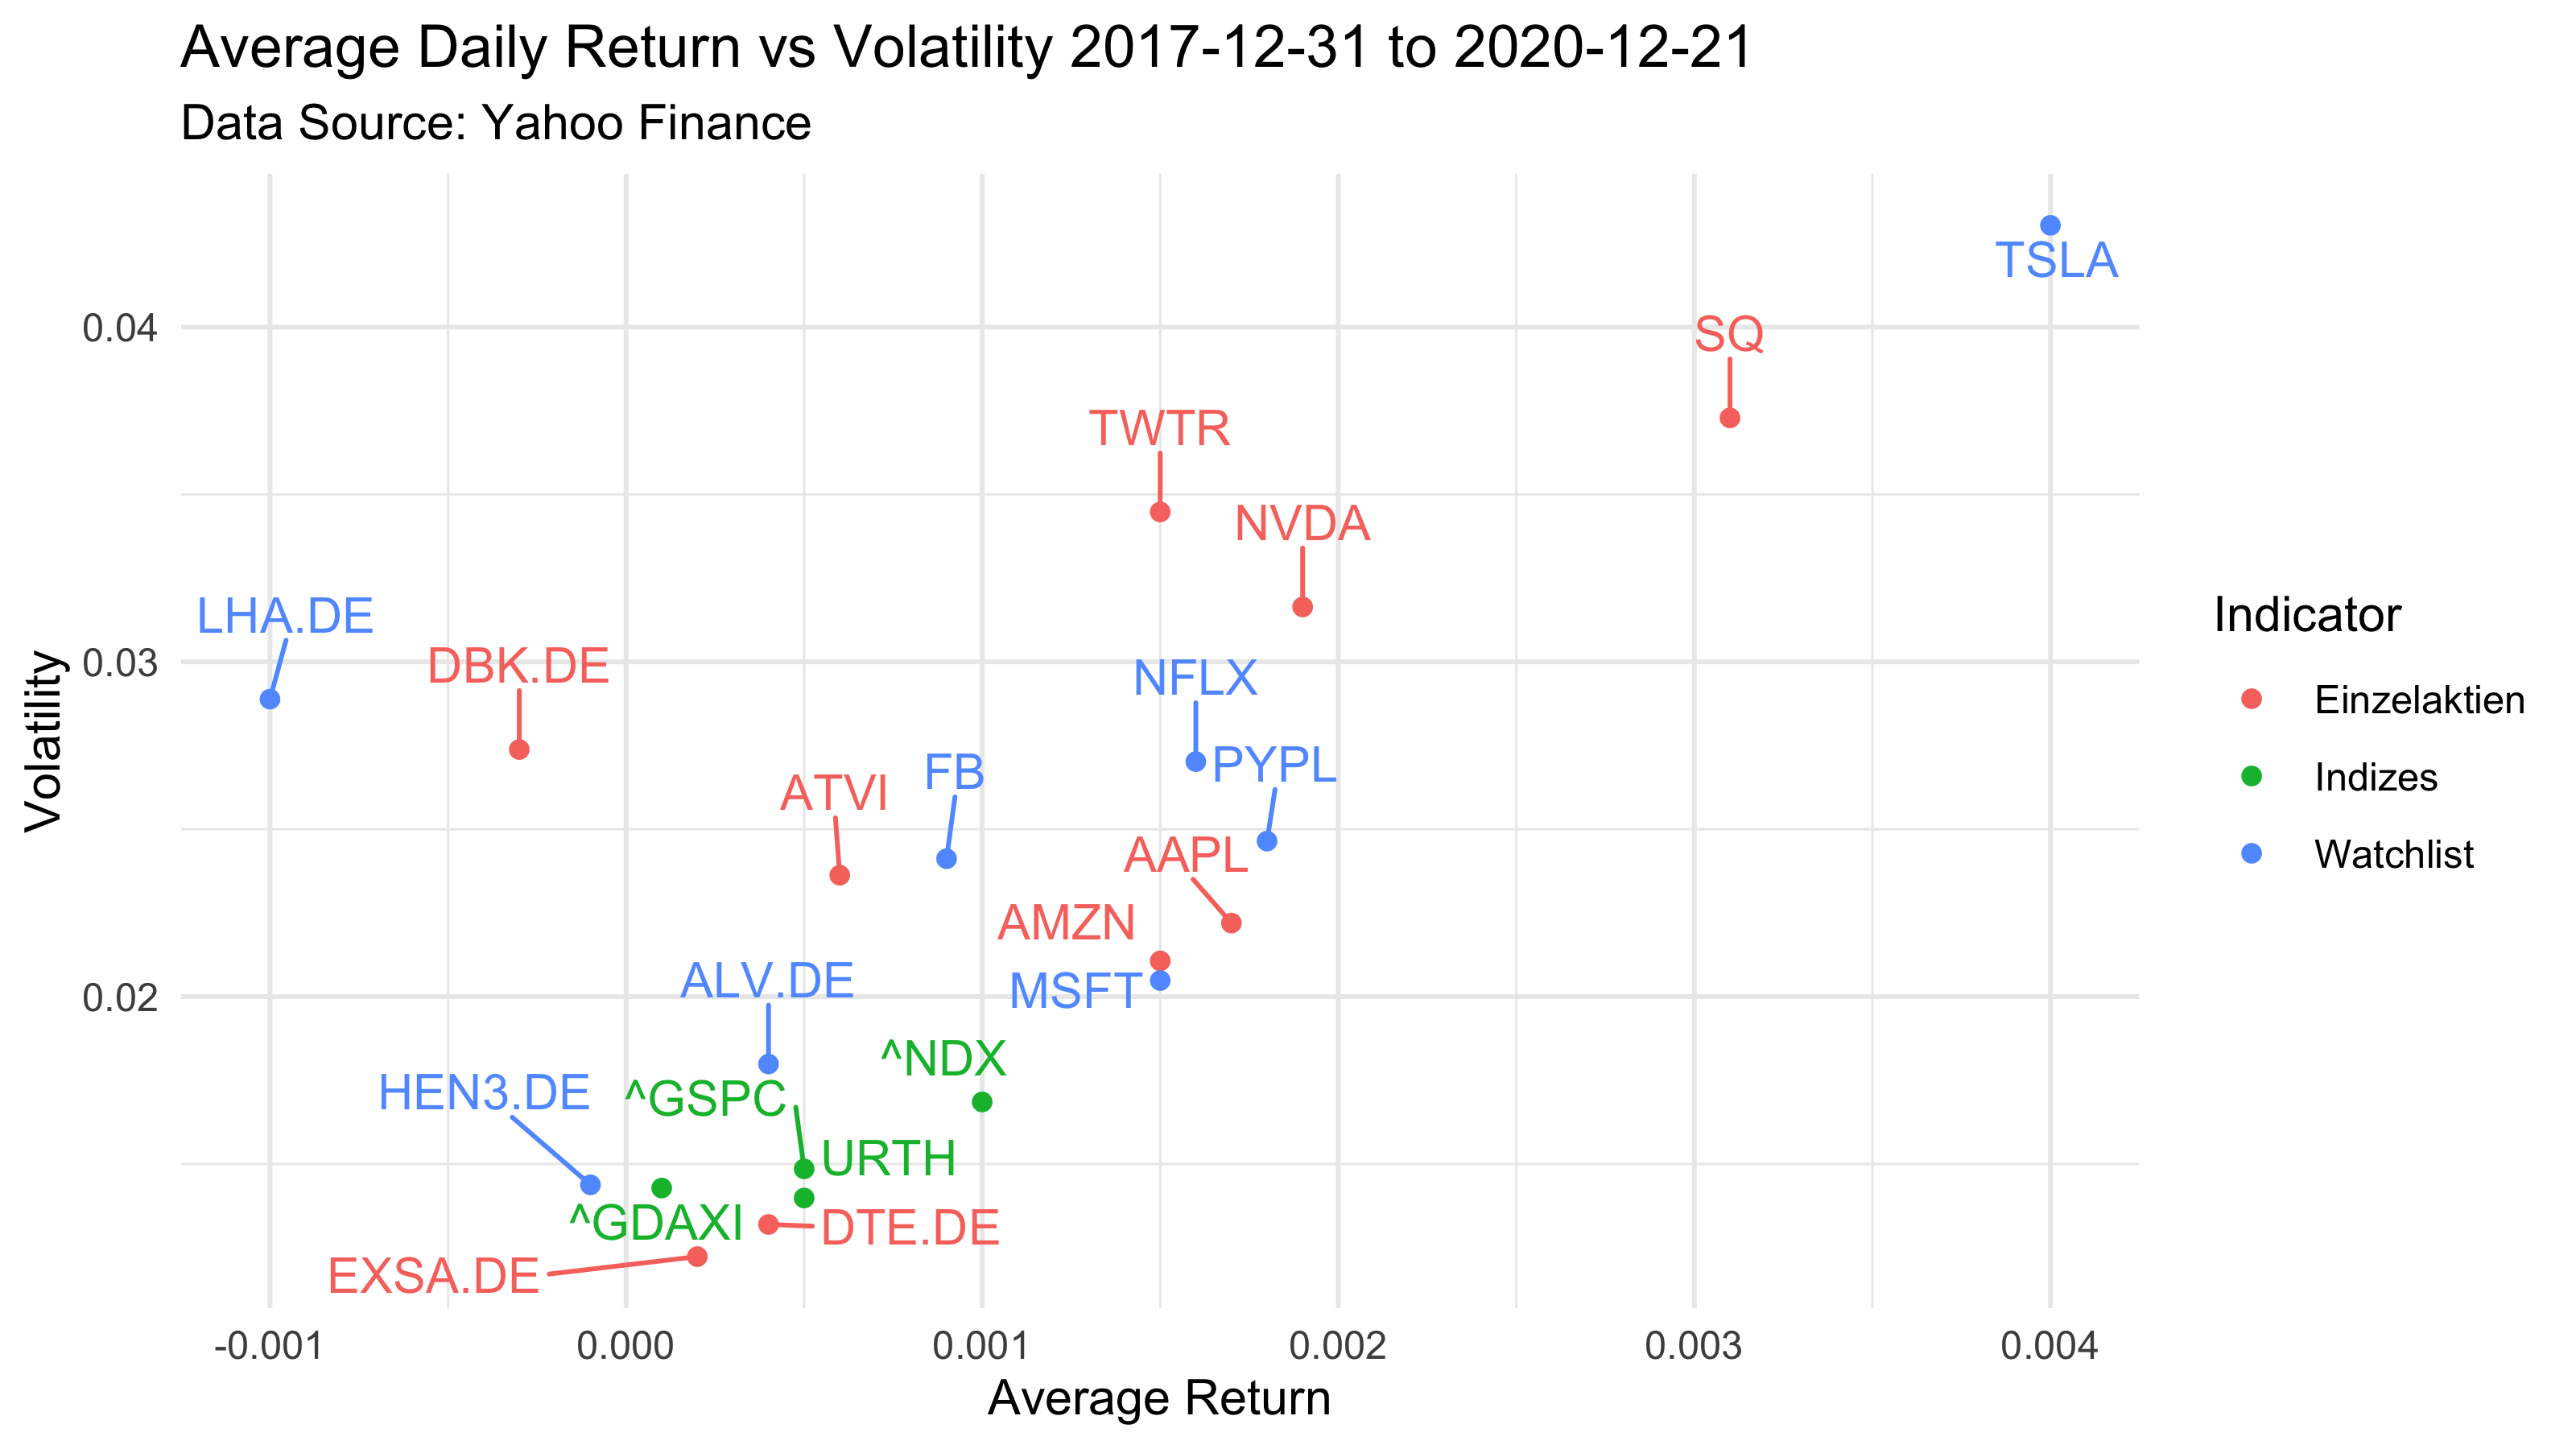 Average Daily Return vs Volatility 2017-12-31 to 2020-12-21
Data Source: Yahoo Finance
Volatility
0.04
0.03
0.02
TSLA
SQ
TWTR
NVDA
LHA.DE
DBK.DE
NFLX
PYPL
FB
ATVI
AAPL
AMZN
MSFT
ALV.DE
^NDX
HEN3.DE
^GSPC
URTH
^GDAXI
DTE.DE
EXSA.DE
-0.001
0.000
0.001
0.002
0.003
0.004
Average Return
Indicator
Einzelaktien
Indizes
Watchlist